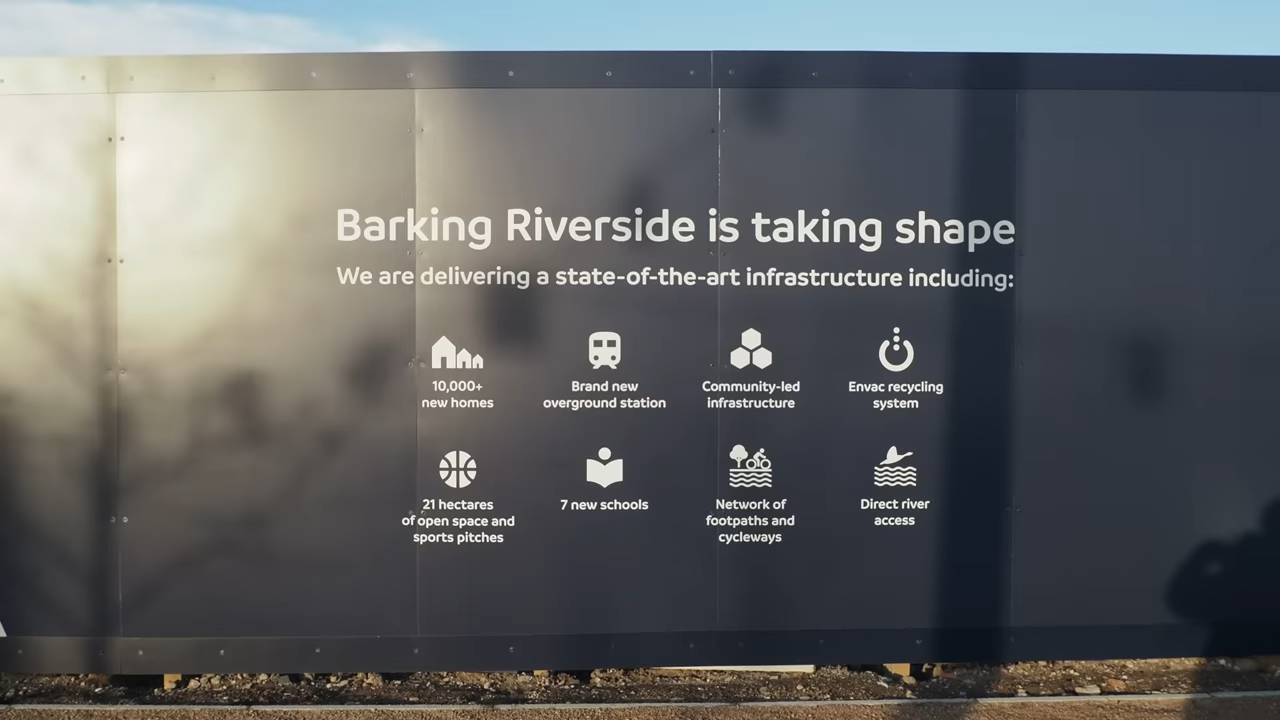 Barking Riverside is taking shape
We are delivering a state-of-the-art infrastructure including:
10,000+
new homes
Brand new
overground station
Community-led
infrastructure
Envac recycling
system
21 hectares
of open space and
sports pitches
7 new schools
Network of
footpaths and
cycleways
Direct river
access